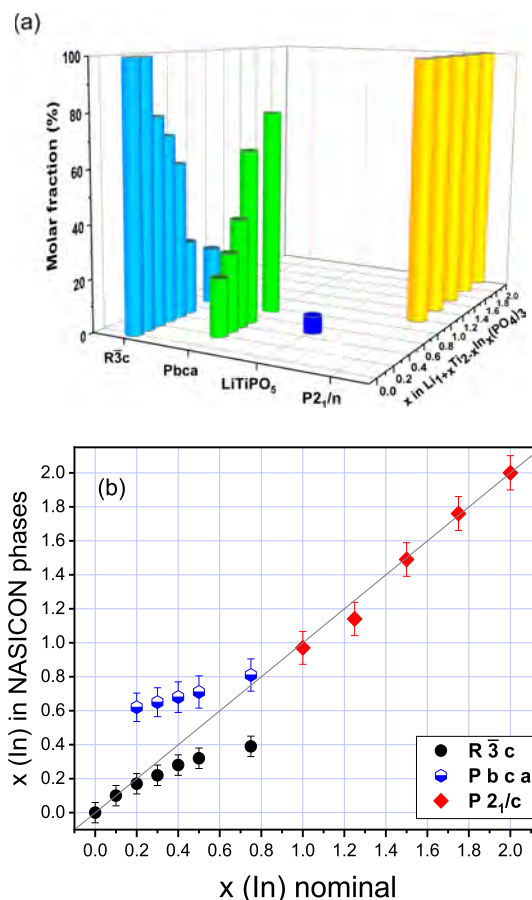 (a)
Molar fraction (%)
100
80
60
40
20
0
R3̅c
Pbca
LiTiPO₅
P2₁/n
0.0
0.2
0.4
0.6
0.8
1.0
1.2
1.4
1.6
1.8
2.0
x in Li₁₊ₓTi₂₋ₓInₓ(PO4)3
(b)
x (In) in NASICON phases
2.0
1.8
1.6
1.4
1.2
1.0
0.8
0.6
0.4
0.2
0.0
R 3̅ c
P b c a
P 2₁/c
0.0 0.2 0.4 0.6 0.8 1.0 1.2 1.4 1.6 1.8 2.0
x (In) nominal